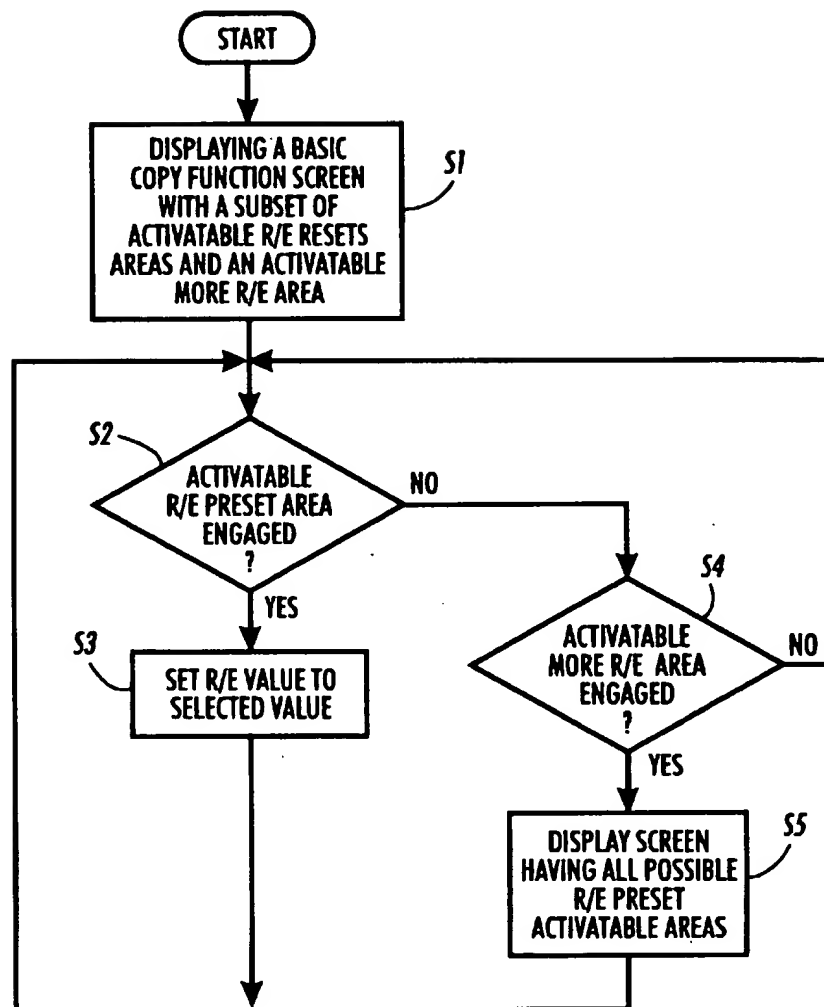 START
DISPLAYING A BASIC
COPY FUNCTION SCREEN
WITH A SUBSET OF
ACTIVATABLE R/E RESETS
AREAS AND AN ACTIVATABLE
MORE R/E AREA
S1
S2
ACTIVATABLE
R/E PRESET AREA
ENGAGED
?
NO
YES
S3
SET R/E VALUE TO
SELECTED VALUE
S4
ACTIVATABLE
MORE R/E AREA
ENGAGED
?
NO
YES
S5
DISPLAY SCREEN
HAVING ALL POSSIBLE
R/E PRESET
ACTIVATABLE AREAS